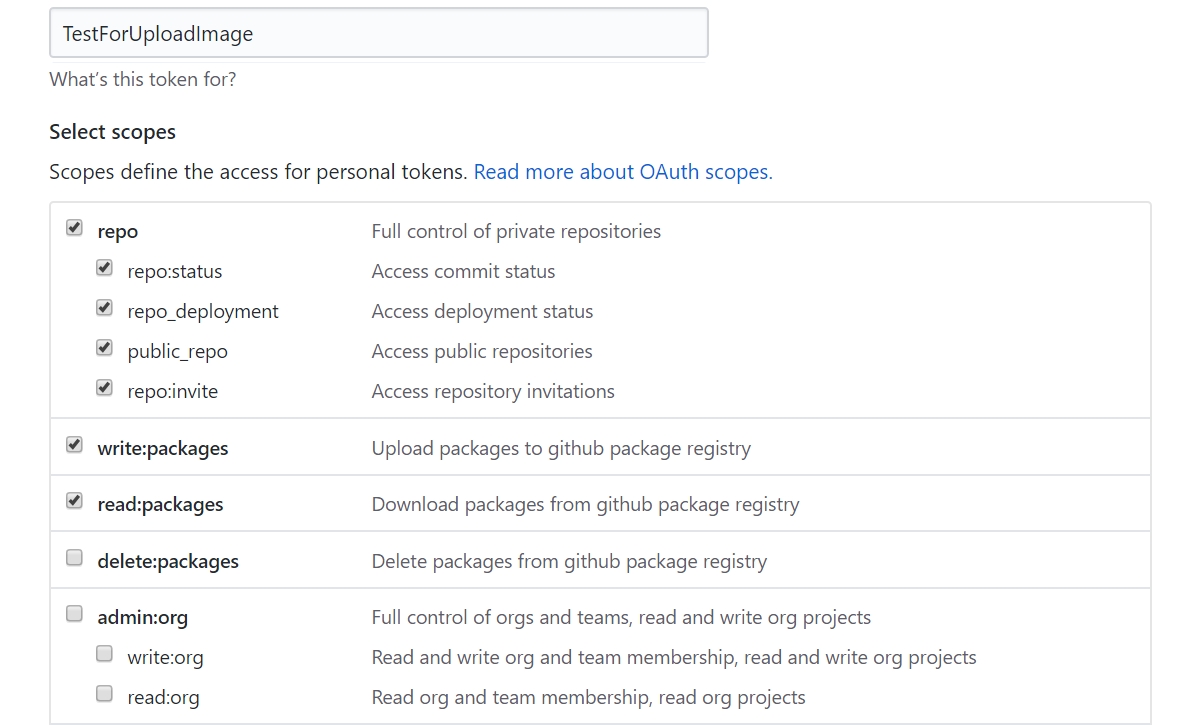 TestForUploadImage
What's this token for?
Select scopes
Scopes define the access for personal tokens. Read more about OAuth scopes.
repo Full control of private repositories
repo:status Access commit status
repo_deployment Access deployment status
public_repo Access public repositories
repo:invite Access repository invitations
write:packages Upload packages to github package registry
read:packages Download packages from github package registry
delete:packages Delete packages from github package registry
admin:org Full control of orgs and teams, read and write org projects
write:org Read and write org and team membership, read and write org projects
read:org Read org and team membership, read org projects